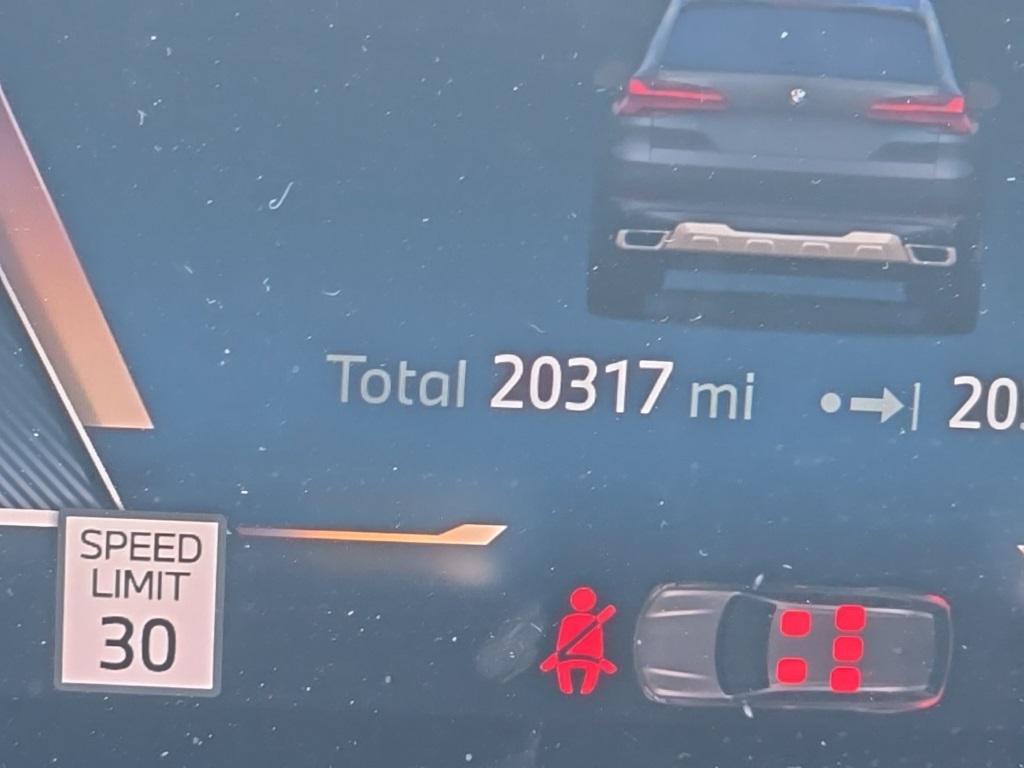 Total 20317 mi
SPEED
LIMIT
30